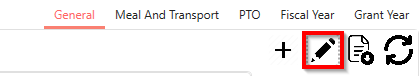 General Meal And Transport PTO Fiscal Year Grant Year